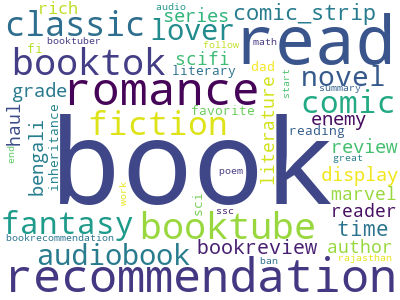 rich
audio
series
comic_strip
classic
lover
read
booktuber
fi
follow
math
scifi
dad
booktok
literary
novel
summary
start
grade
romance
comic
favorite
haul
inheritance
fiction
literature
enemy
bengali
book
reading
review
great
end
poem
display
work
sci
marvel
ssc
reader
fantasy
booktube
time
bookrecommendation
bookreview
author
audiobook
ban
rajasthan
recommendation